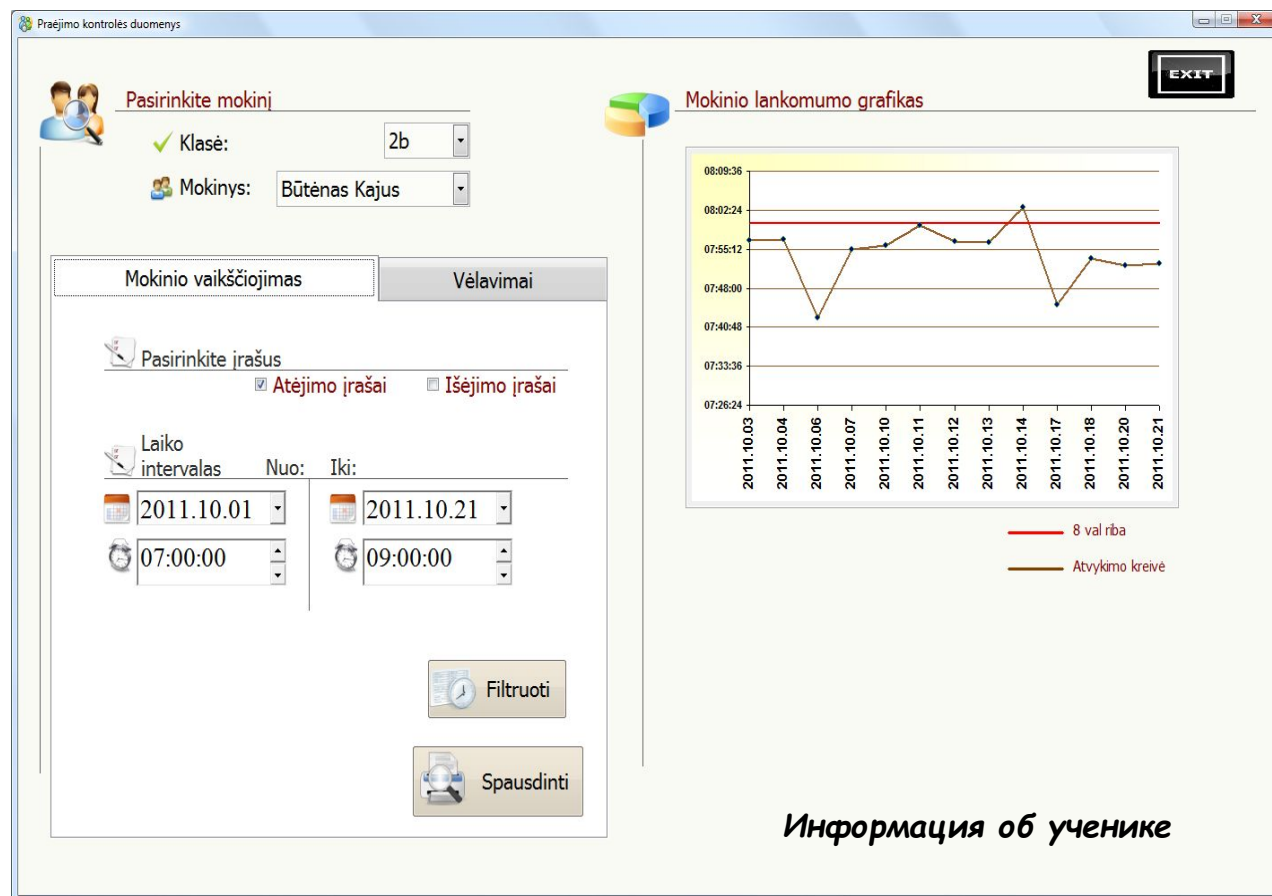 Praėjimo kontrolės duomenys
EXIT
Pasirinkite mokinį
Klasė: 2b
Mokinys: Būtėnas Kajus
Mokinio vaikščiojimas
Vėlavimai
Pasirinkite įrašus
Atėjimo įrašai
Išėjimo įrašai
Laiko
intervalas Nuo: Iki:
2011.10.01
2011.10.21
07:00:00
09:00:00
Filtruoti
Spausdinti
Mokinio lankomumo grafikas
08:09:36
08:02:24
07:55:12
07:48:00
07:40:48
07:33:36
07:26:24
2011.10.03
2011.10.04
2011.10.06
2011.10.07
2011.10.10
2011.10.11
2011.10.12
2011.10.13
2011.10.14
2011.10.17
2011.10.18
2011.10.20
2011.10.21
8 val riba
Atvykimo kreivė
Информация об ученике